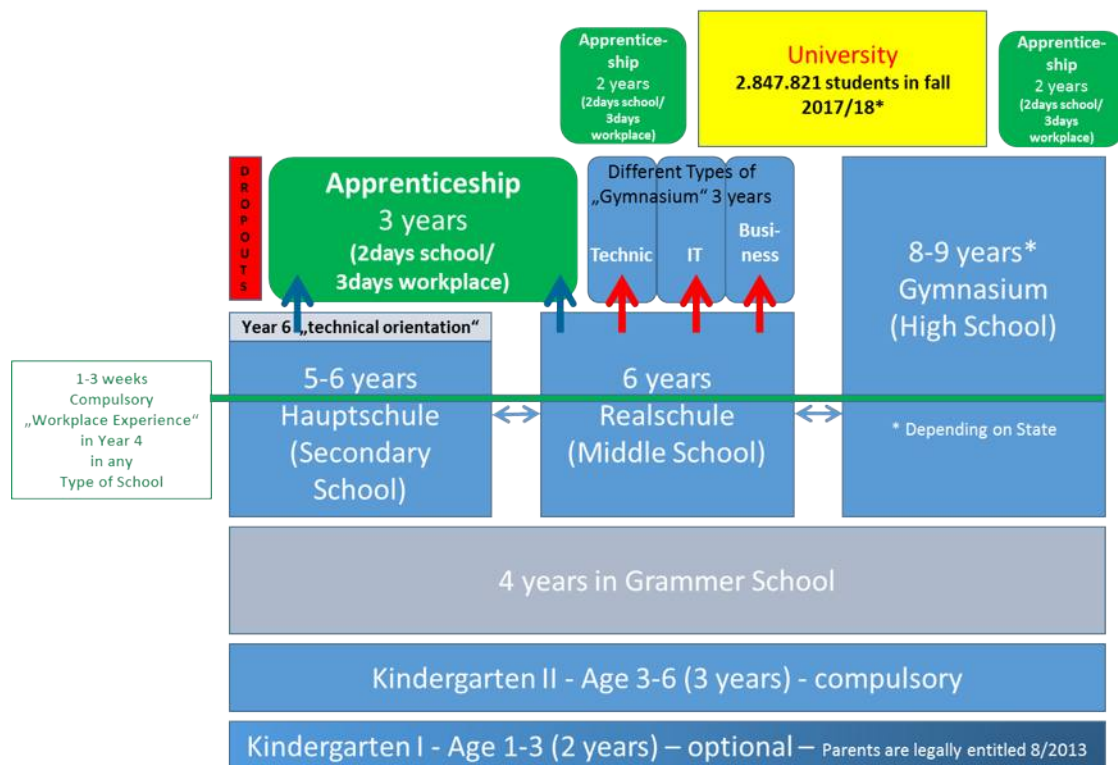 Apprentice-
ship
2 years
(2days school/
3days
workplace)
University
2.847.821 students in fall
2017/18*
Apprentice-
ship
2 years
(2days school/
3days
workplace)
DROPOUTS
Apprenticeship
3 years
(2days school/
3days workplace)
Different Types of
„Gymnasium“ 3 years
Technic
IT
Busi-
ness
8-9 years*
Gymnasium
(High School)
* Depending on State
Year 6 „technical orientation“
5-6 years
Hauptschule
(Secondary
School)
6 years
Realschule
(Middle School)
1-3 weeks
Compulsory
„Workplace Experience“
in Year 4
in any
Type of School
4 years in Grammer School
Kindergarten II - Age 3-6 (3 years) - compulsory
Kindergarten I - Age 1-3 (2 years) – optional – Parents are legally entitled 8/2013